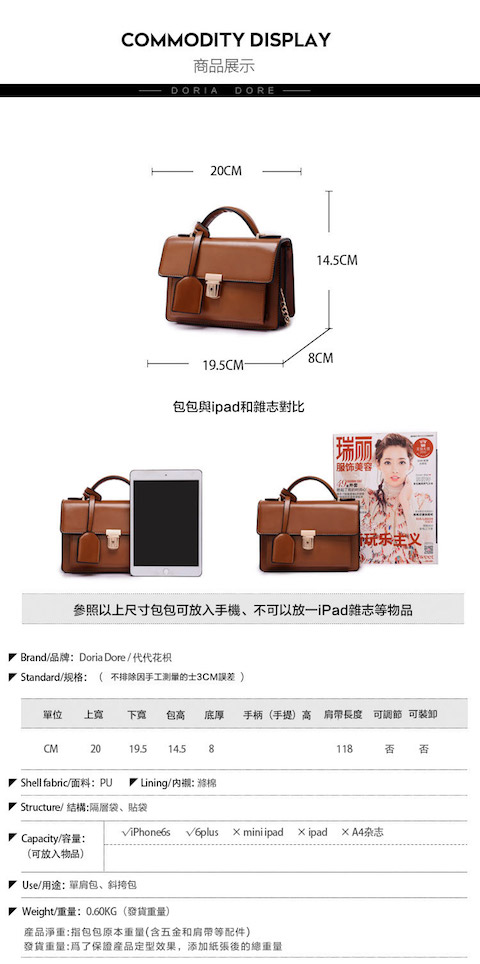 COMMODITY DISPLAY
商品展示
DORIA DORE
20CM
14.5CM
8CM
19.5CM
包包與ipad和雜志對比
瑞丽
服饰美容
玩乐主义
參照以上尺寸包包可放入手機、不可以放一iPad雜志等物品
Brand/品牌: Doria Dore / 代代花枳
Standard/规格: ( 不排除因手工測量的士3CM誤差 )
單位 上寬 下寬 包高 底厚 手柄（手提）高 肩帶長度 可調節 可裝卸
CM 20 19.5 14.5 8 118 否 否
Shell fabric/面料: PU Lining/内襯: 滌棉
Structure/ 結構:隔層袋、貼袋
Capacity/容量: √iPhone6s √6plus ×mini ipad ×ipad ×A4杂志
（可放入物品）
Use/用途: 單肩包、斜挎包
Weight/重量: 0.60KG（發貨重量）
産品淨重:指包包原本重量(含五金和肩帶等配件)
發貨重量:爲了保證産品定型效果，添加紙張後的總重量